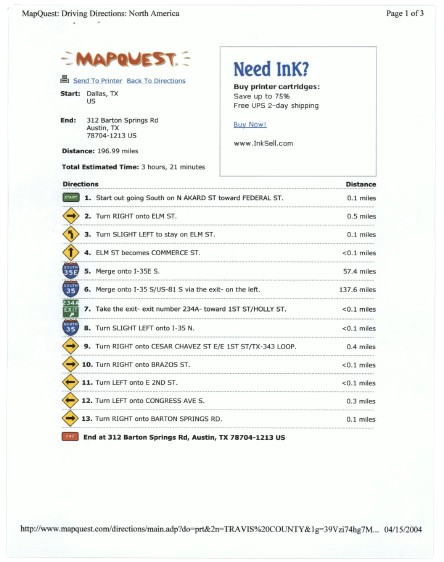 MapQuest: Driving Directions: North America
Page 1 of 3
MAPQUEST.
Send To Printer Back To Directions
Start: Dallas, TX
US
End: 312 Barton Springs Rd
Austin, TX
78704-1213 US
Distance: 196.99 miles
Total Estimated Time: 3 hours, 21 minutes
Need InK?
Buy printer cartridges:
Save up to 75%
Free UPS 2-day shipping
Buy Now!
www.InkSell.com
Directions Distance
START 1. Start out going South on N AKARD ST toward FEDERAL ST. 0.1 miles
2. Turn RIGHT onto ELM ST. 0.5 miles
3. Turn SLIGHT LEFT to stay on ELM ST. 0.1 miles
4. ELM ST becomes COMMERCE ST. <0.1 miles
SOUTH 35E 5. Merge onto I-35E S. 57.4 miles
SOUTH 35 6. Merge onto I-35 S/US-81 S via the exit- on the left. 137.6 miles
234A EXIT 7. Take the exit- exit number 234A- toward 1ST ST/HOLLY ST. <0.1 miles
35 8. Turn SLIGHT LEFT onto I-35 N. <0.1 miles
9. Turn RIGHT onto CESAR CHAVEZ ST E/E 1ST ST/TX-343 LOOP. 0.4 miles
10. Turn RIGHT onto BRAZOS ST. <0.1 miles
11. Turn LEFT onto E 2ND ST. <0.1 miles
12. Turn LEFT onto CONGRESS AVE S. 0.3 miles
13. Turn RIGHT onto BARTON SPRINGS RD. 0.1 miles
END End at 312 Barton Springs Rd, Austin, TX 78704-1213 US
http://www.mapquest.com/directions/main.adp?do=prt&2n=TRAVIS%20COUNTY&1g=39Vzi74hg7M... 04/15/2004